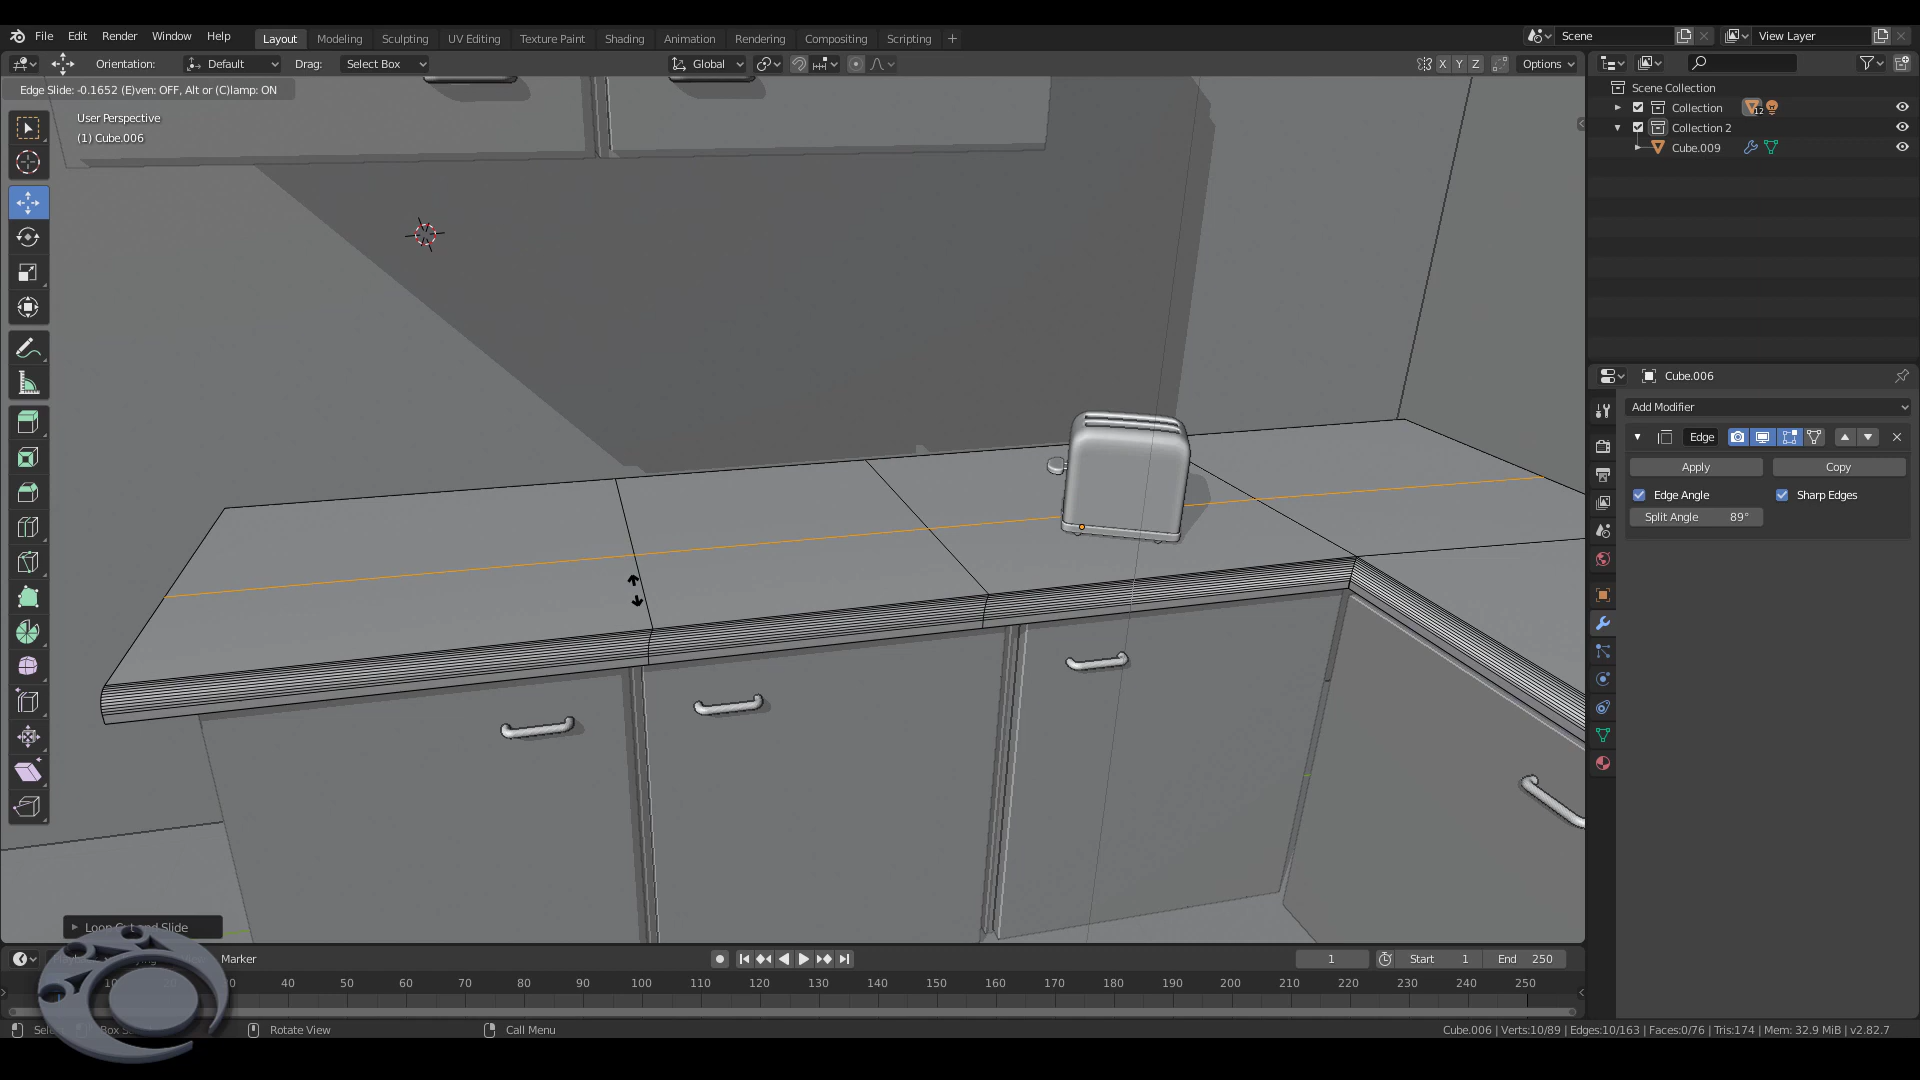 File Edit Render Window Help Layout Modeling Sculpting UV Editing Texture Paint Shading Animation Rendering Compositing Scripting + Scene View Layer
Orientation: Default Drag: Select Box Global X Y Z Options
Edge Slide: -0.1652 (E)ven: OFF, Alt or (C)lamp: ON
User Perspective
(1) Cube.006
Scene Collection
Collection 12
Collection 2
Cube.009
Cube.006
Add Modifier
Edge
Apply Copy
Edge Angle Sharp Edges
Split Angle 89°
Marker 1 Start 1 End 250
40 50 60 70 80 90 100 110 120 130 140 150 160 170 180 190 200 210 220 230 240 250
Rotate View Call Menu Cube.006 | Verts:10/89 | Edges:10/163 | Faces:0/76 | Tris:174 | Mem: 32.9 MiB | v2.82.7